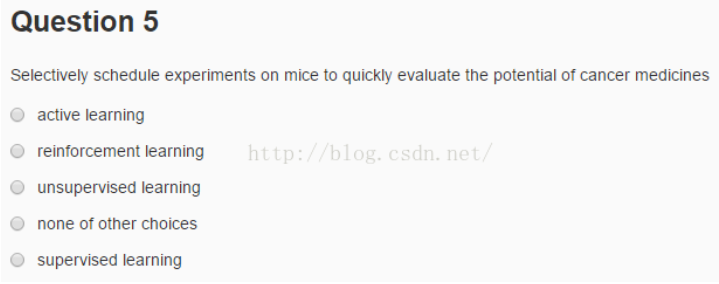 Question 5
Selectively schedule experiments on mice to quickly evaluate the potential of cancer medicines
active learning
reinforcement learning
http://blog.csdn.net/
unsupervised learning
none of other choices
supervised learning